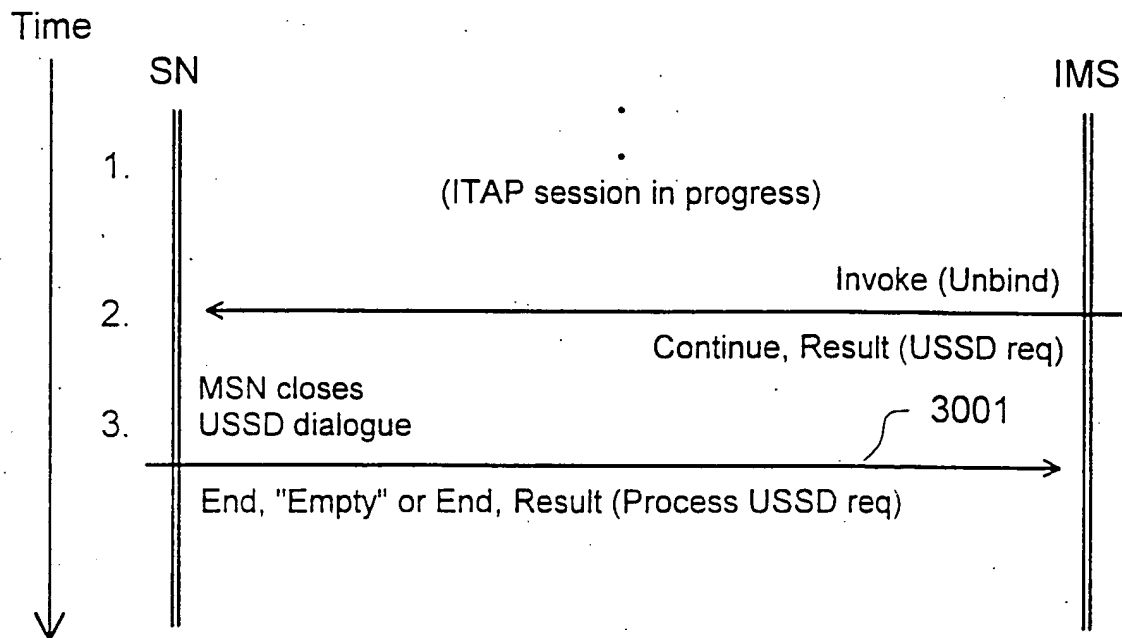 Time
SN
IMS
1.
(ITAP session in progress)
Invoke (Unbind)
2.
Continue, Result (USSD req)
MSN closes
USSD dialogue
3001
3.
End, "Empty" or End, Result (Process USSD req)